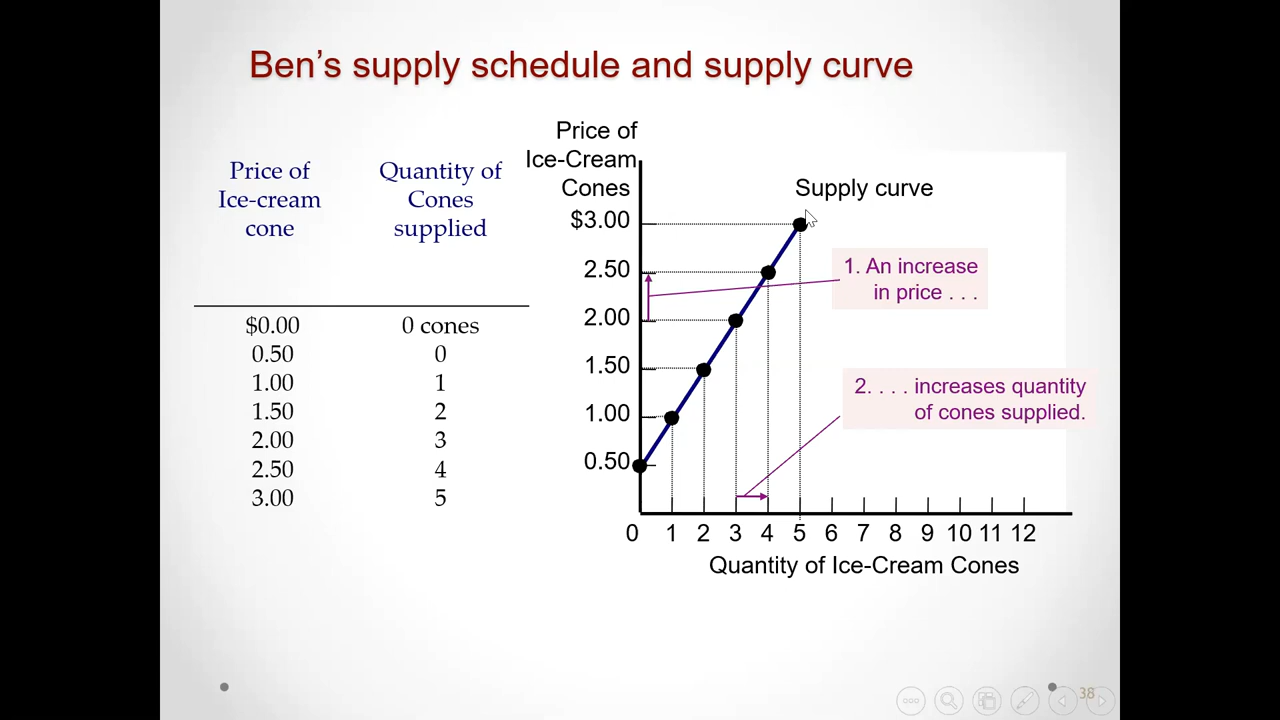 Ben’s supply schedule and supply curve
Price of
Ice-cream
cone
Quantity of
Cones
supplied
$0.00 0 cones
0.50 0
1.00 1
1.50 2
2.00 3
2.50 4
3.00 5
Price of
Ice-Cream
Cones
$3.00
2.50
2.00
1.50
1.00
0.50
Supply curve
1. An increase
in price . . .
2. . . . increases quantity
of cones supplied.
0 1 2 3 4 5 6 7 8 9 10 11 12
Quantity of Ice-Cream Cones
38